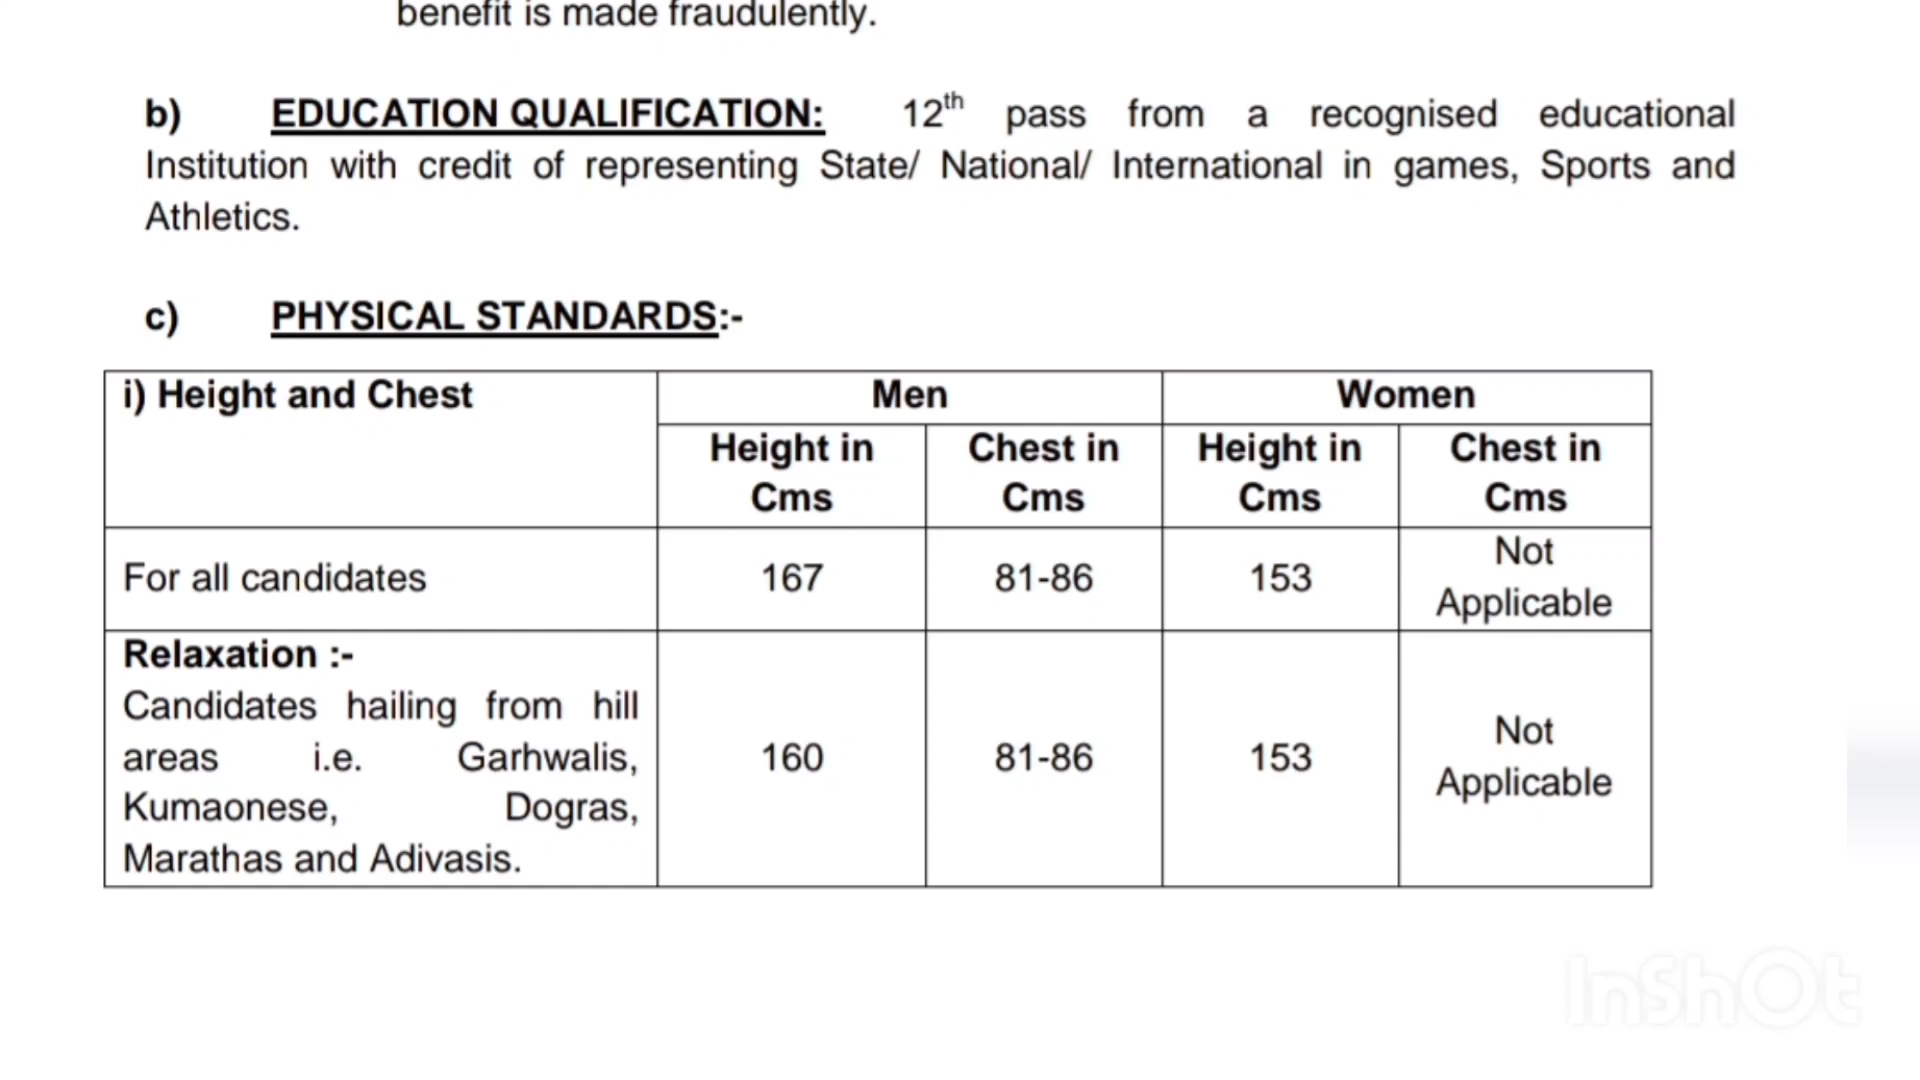 benefit is made fraudulently.
b) EDUCATION QUALIFICATION: 12th pass from a recognised educational
Institution with credit of representing State/ National/ International in games, Sports and
Athletics.
c) PHYSICAL STANDARDS:-
i) Height and Chest Men Women
Height in Chest in Height in Chest in
Cms Cms Cms Cms
For all candidates 167 81-86 153 Not
Applicable
Relaxation :-
Candidates hailing from hill
areas i.e. Garhwalis,
Kumaonese, Dogras,
Marathas and Adivasis.
160 81-86 153 Not
Applicable
InShOt